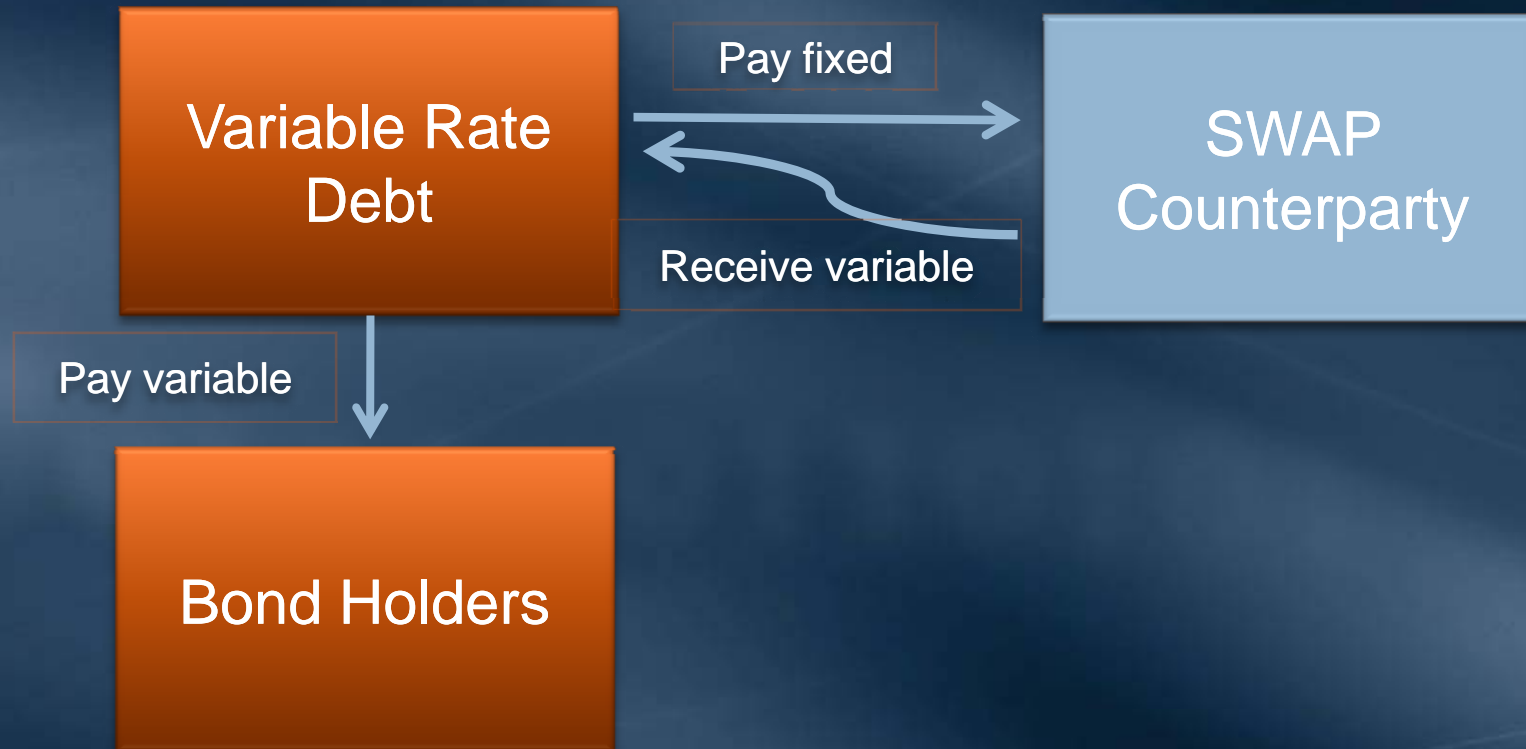 Pay fixed
Variable Rate
Debt
SWAP
Counterparty
Receive variable
Pay variable
Bond Holders